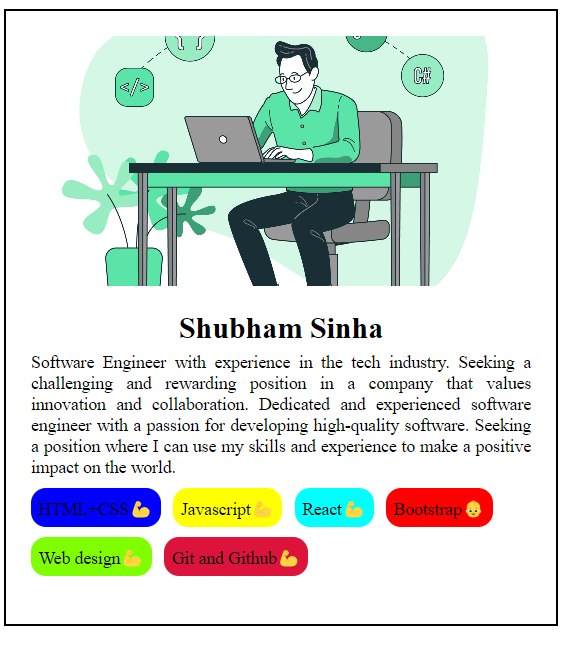 { }
</>
C#
Shubham Sinha
Software Engineer with experience in the tech industry. Seeking a
challenging and rewarding position in a company that values
innovation and collaboration. Dedicated and experienced software
engineer with a passion for developing high-quality software. Seeking
a position where I can use my skills and experience to make a positive
impact on the world.
HTML+CSS💪 Javascript💪 React💪 Bootstrap👶
Web design💪 Git and Github💪